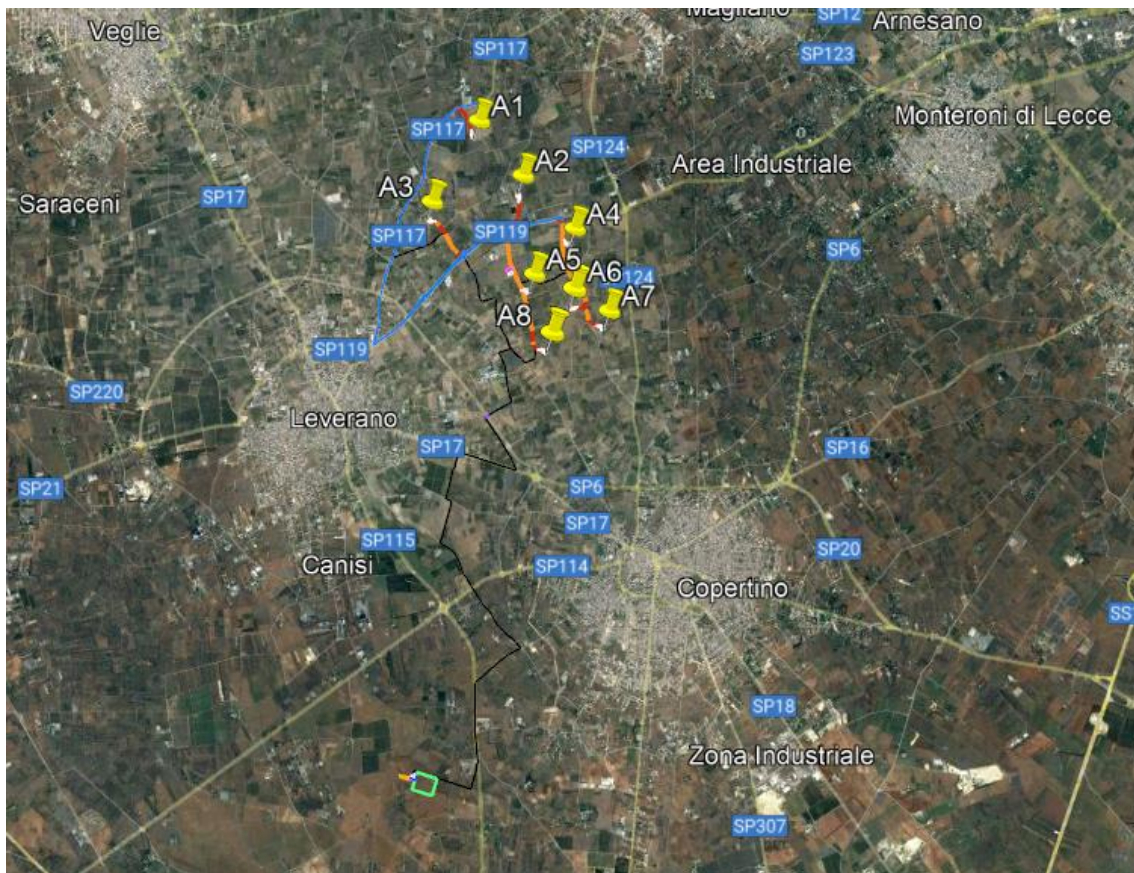 Magliano
SP12
Arnesano
Veglie
SP117
SP123
A1
Monteroni di Lecce
SP117
SP124
A2
Area Industriale
A3
Saraceni
SP17
A4
SP117
SP119
SP6
A5
A6
124
A7
A8
SP119
SP220
Leverano
SP17
SP16
SP21
SP6
SP17
SP115
SP20
Canisi
SP114
Copertino
SS1
SP18
Zona Industriale
SP307